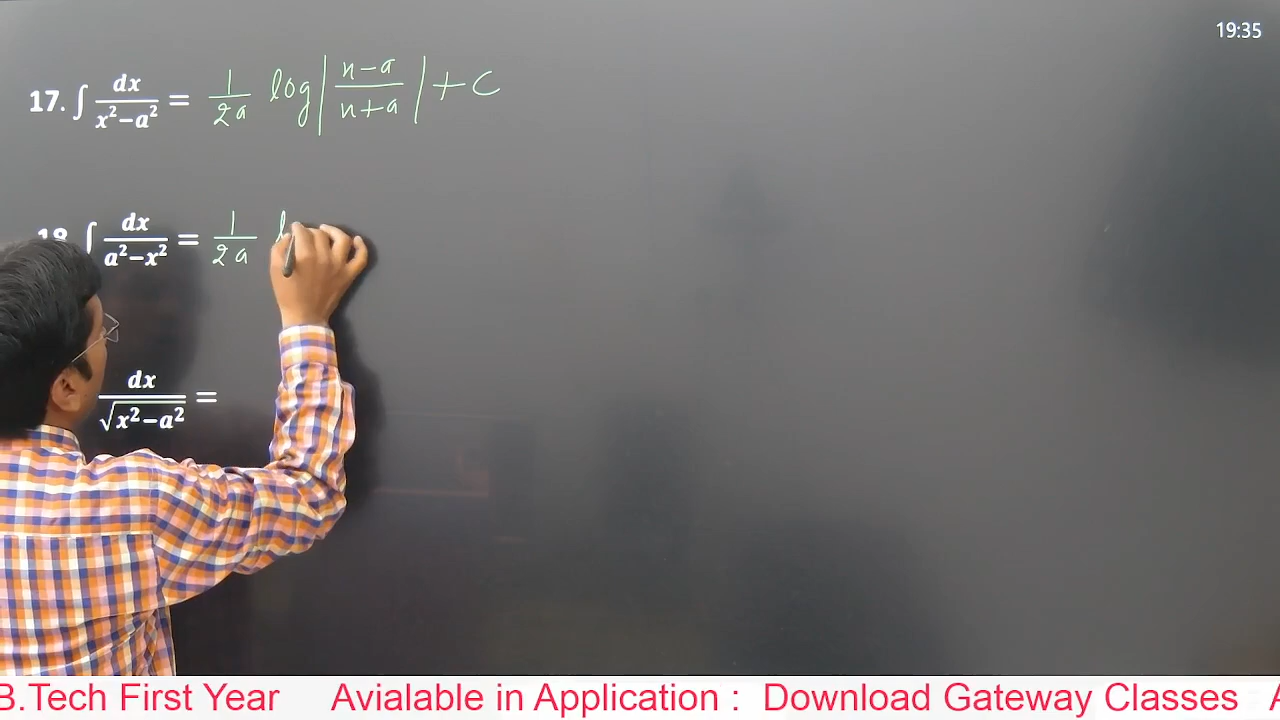 19:35
17. ∫ dx / x²−a² = 1/2a log |x−a / x+a| + c
18. ∫ dx / a²−x² = 1/2a l
dx / √x²−a² =
B.Tech First Year Avialable in Application : Download Gateway Classes